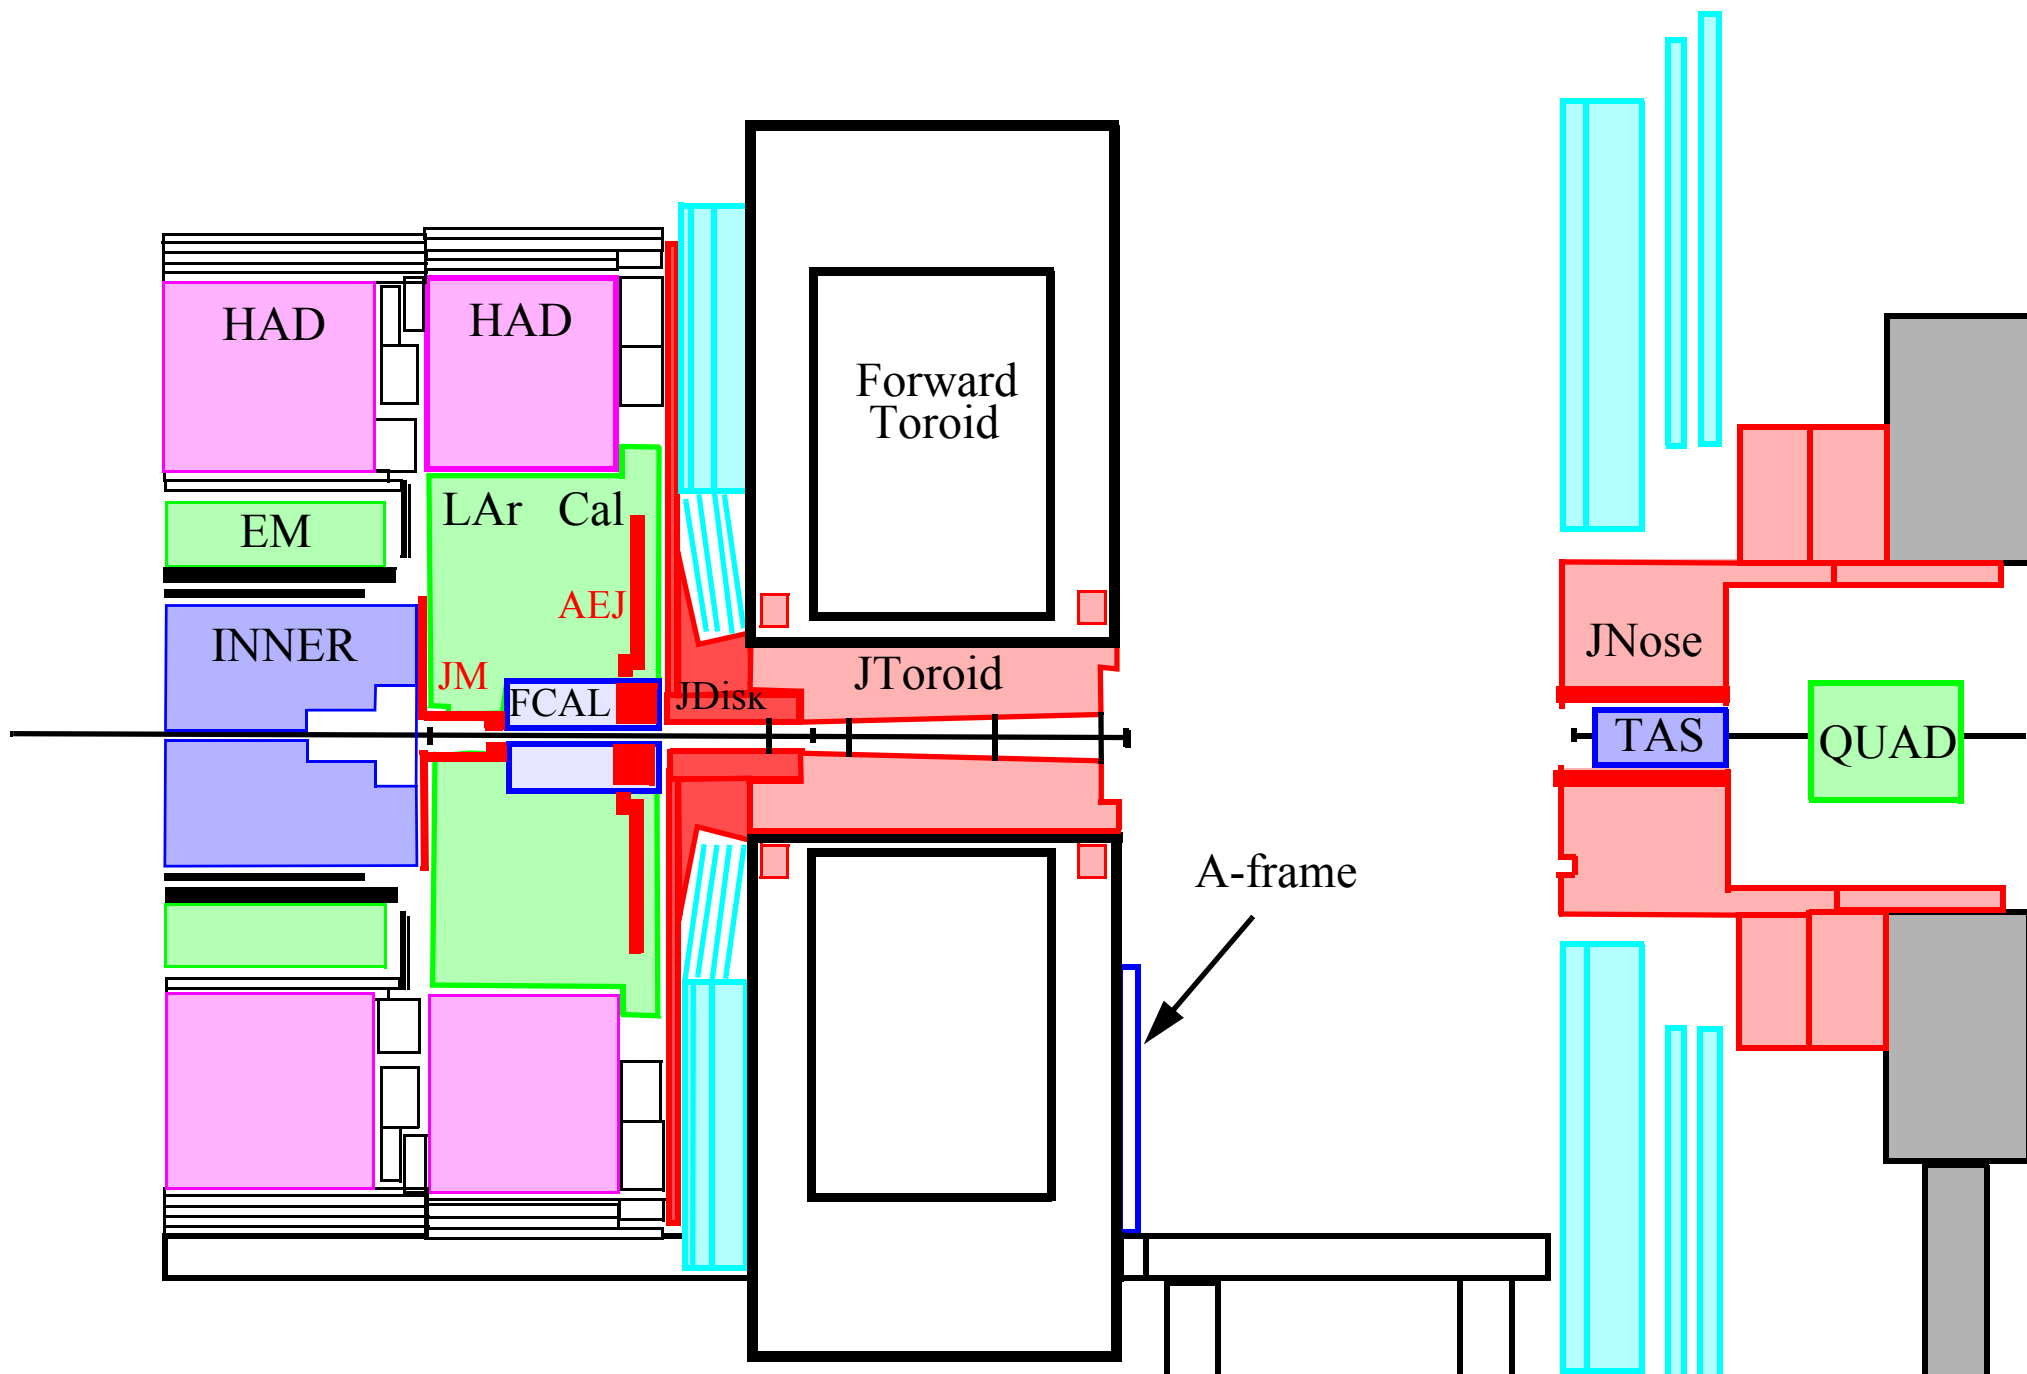 HAD
HAD
Forward
Toroid
LAr Cal
EM
AEJ
INNER
JNose
JM
JToroid
FCAL
JDisk
TAS
QUAD
A-frame